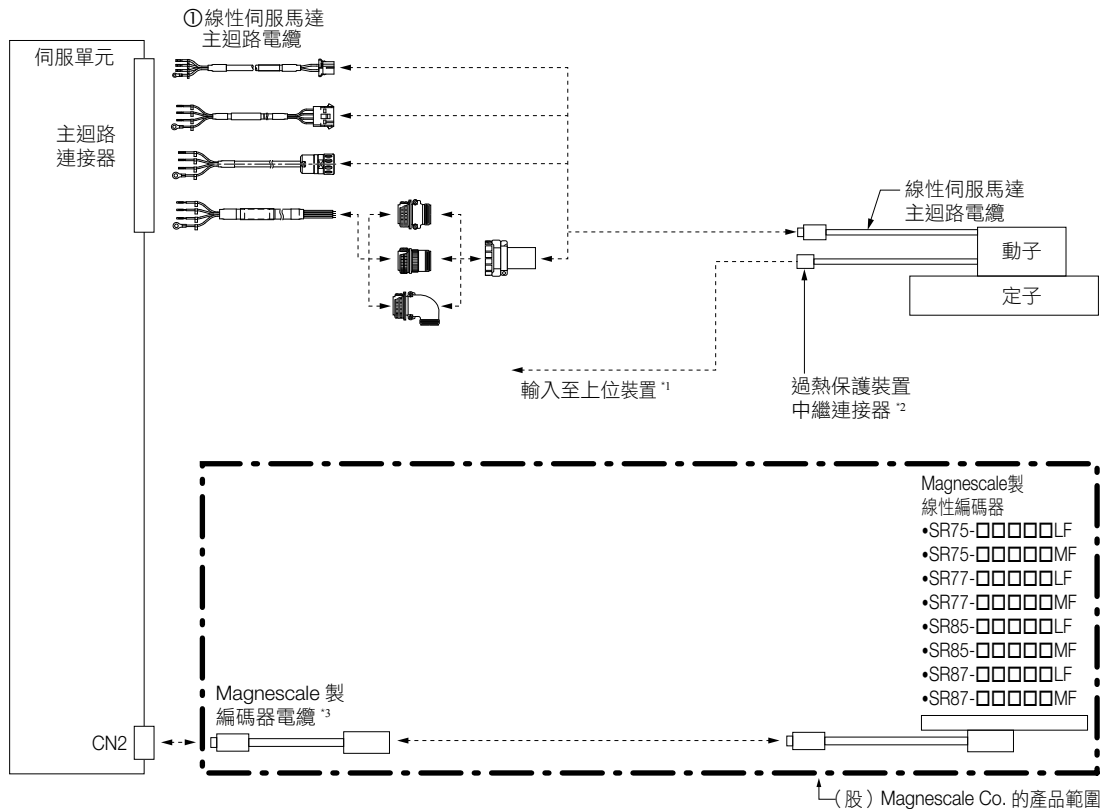 ①線性伺服馬達
主迴路電纜
伺服單元
主迴路
連接器
線性伺服馬達
主迴路電纜
動子
定子
輸入至上位裝置 *1
過熱保護裝置
中繼連接器 *2
Magnescale製
線性編碼器
•SR75-□□□□□LF
•SR75-□□□□□MF
•SR77-□□□□□LF
•SR77-□□□□□MF
•SR85-□□□□□LF
•SR85-□□□□□MF
•SR87-□□□□□LF
•SR87-□□□□□MF
Magnescale 製
編碼器電纜 *3
CN2
（股）Magnescale Co. 的產品範圍